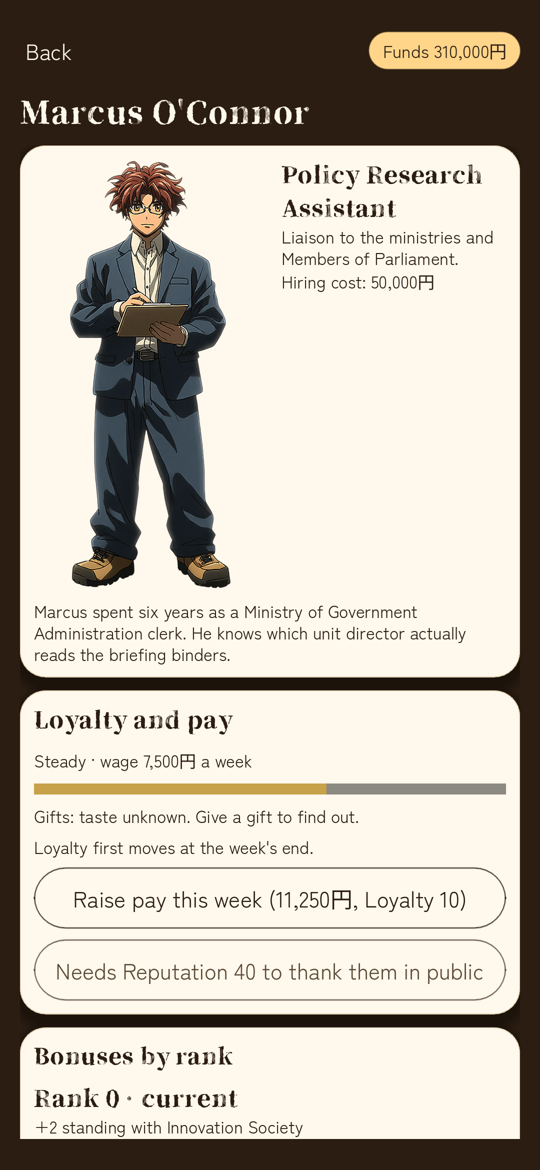 Back
Funds 310,000円
Marcus O'Connor
Policy Research
Assistant
Liaison to the ministries and
Members of Parliament.
Hiring cost: 50,000円
Marcus spent six years as a Ministry of Government
Administration clerk. He knows which unit director actually
reads the briefing binders.
Loyalty and pay
Steady · wage 7,500円 a week
Gifts: taste unknown. Give a gift to find out.
Loyalty first moves at the week's end.
Raise pay this week (11,250円, Loyalty 10)
Needs Reputation 40 to thank them in public
Bonuses by rank
Rank 0 · current
+2 standing with Innovation Society